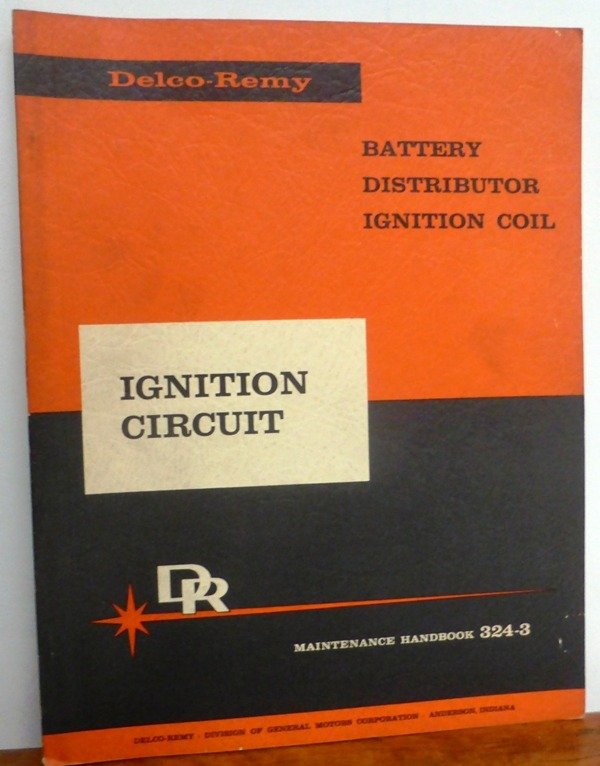 Delco-Remy
BATTERY
DISTRIBUTOR
IGNITION COIL
IGNITION
CIRCUIT
DR
MAINTENANCE HANDBOOK 324-3
DELCO-REMY · DIVISION OF GENERAL MOTORS CORPORATION · ANDERSON, INDIANA